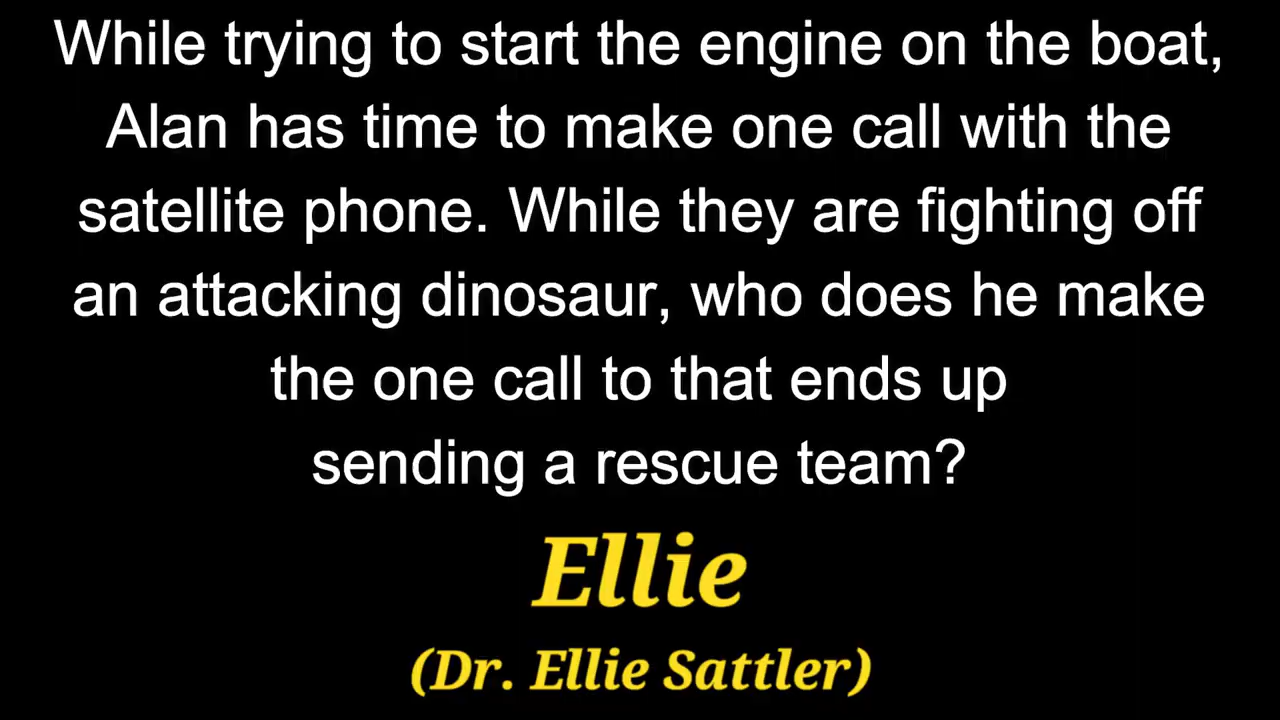 While trying to start the engine on the boat,
Alan has time to make one call with the
satellite phone. While they are fighting off
an attacking dinosaur, who does he make
the one call to that ends up
sending a rescue team?
Ellie
(Dr. Ellie Sattler)